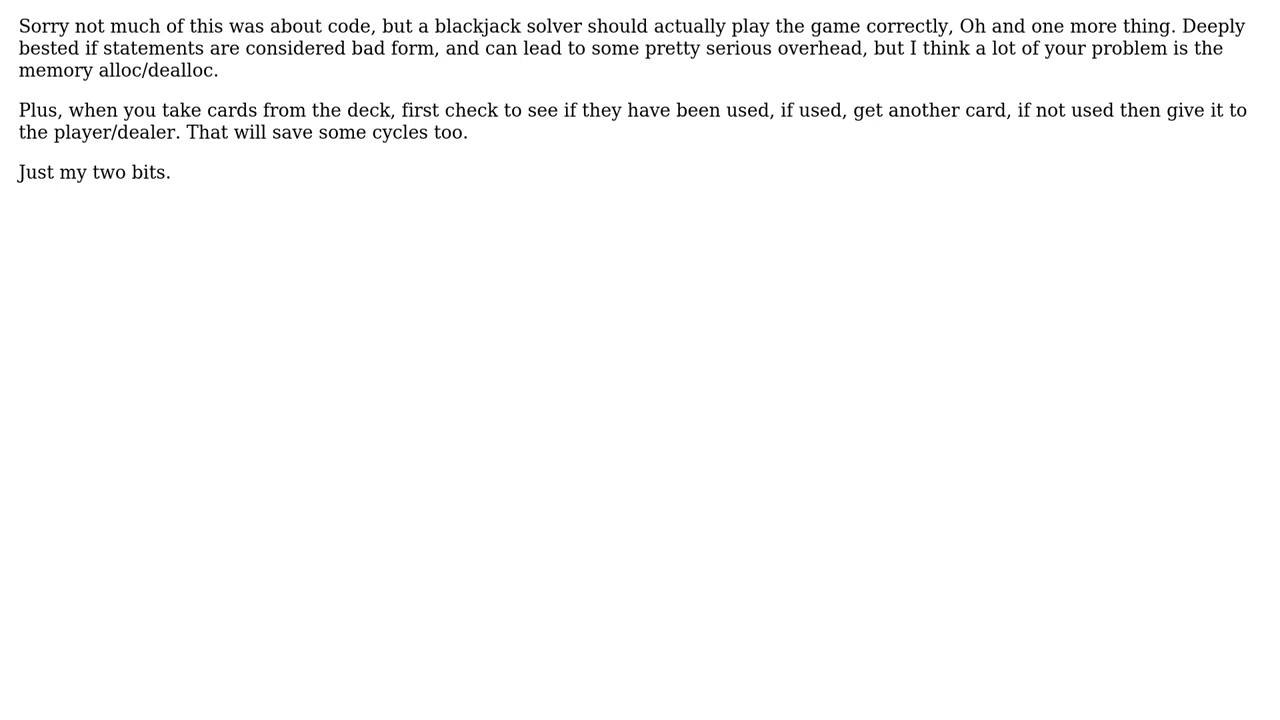 Sorry not much of this was about code, but a blackjack solver should actually play the game correctly, Oh and one more thing. Deeply
bested if statements are considered bad form, and can lead to some pretty serious overhead, but I think a lot of your problem is the
memory alloc/dealloc.
Plus, when you take cards from the deck, first check to see if they have been used, if used, get another card, if not used then give it to
the player/dealer. That will save some cycles too.
Just my two bits.